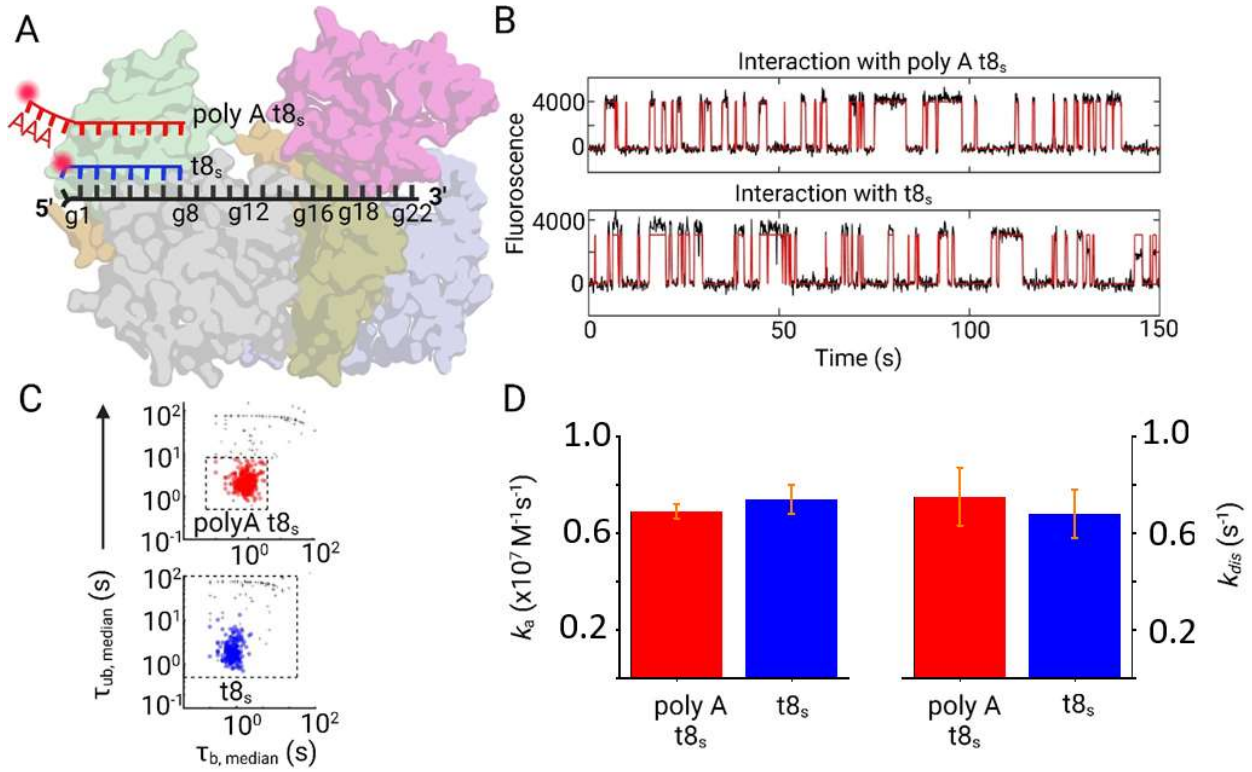 A
poly A t8s
AAA
t8s
5'
3'
g1
g8
g12
g16
g18
g22
B
Interaction with poly A t8s
4000
0
Interaction with t8s
4000
0
Fluoroscence
0
50
100
150
Time (s)
C
10²
10¹
10⁰
10⁻¹
polyA t8s
10⁰
10²
10²
10¹
10⁰
10⁻¹
t8s
10⁰
10²
τub, median (s)
τb, median (s)
D
1.0
0.6
0.2
ka (x10⁷ M⁻¹s⁻¹)
poly A
t8s
t8s
poly A
t8s
t8s
1.0
0.6
0.2
kdis (s⁻¹)